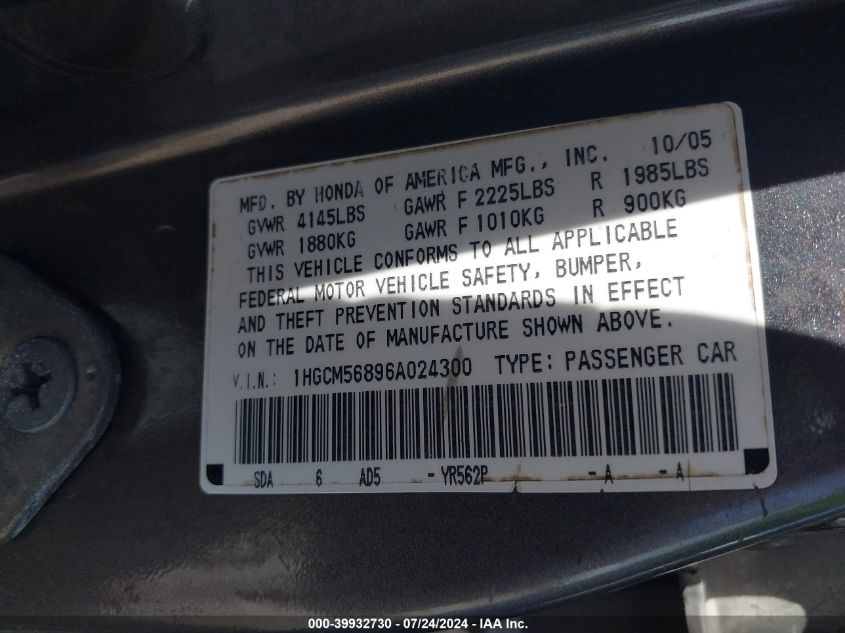 MFD. BY HONDA OF AMERICA MFG., INC. 10/05
GVWR 4145LBS GAWR F 2225LBS R 1985LBS
GVWR 1880KG GAWR F 1010KG R 900KG
THIS VEHICLE CONFORMS TO ALL APPLICABLE
FEDERAL MOTOR VEHICLE SAFETY, BUMPER,
AND THEFT PREVENTION STANDARDS IN EFFECT
ON THE DATE OF MANUFACTURE SHOWN ABOVE.
V.I.N.: 1HGCM56896A024300 TYPE: PASSENGER CAR
SDA 6 AD5 -YR562P -A -A
000-39932730 - 07/24/2024 - IAA Inc.